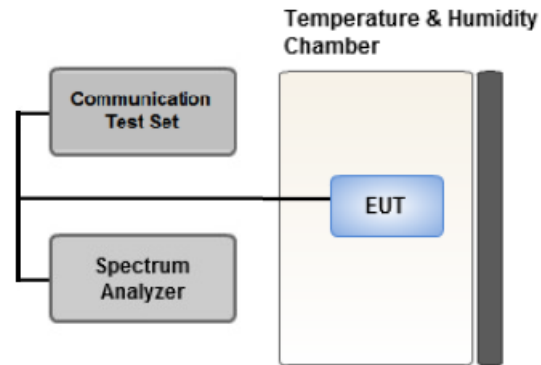 Temperature & Humidity
Chamber
Communication
Test Set
EUT
Spectrum
Analyzer